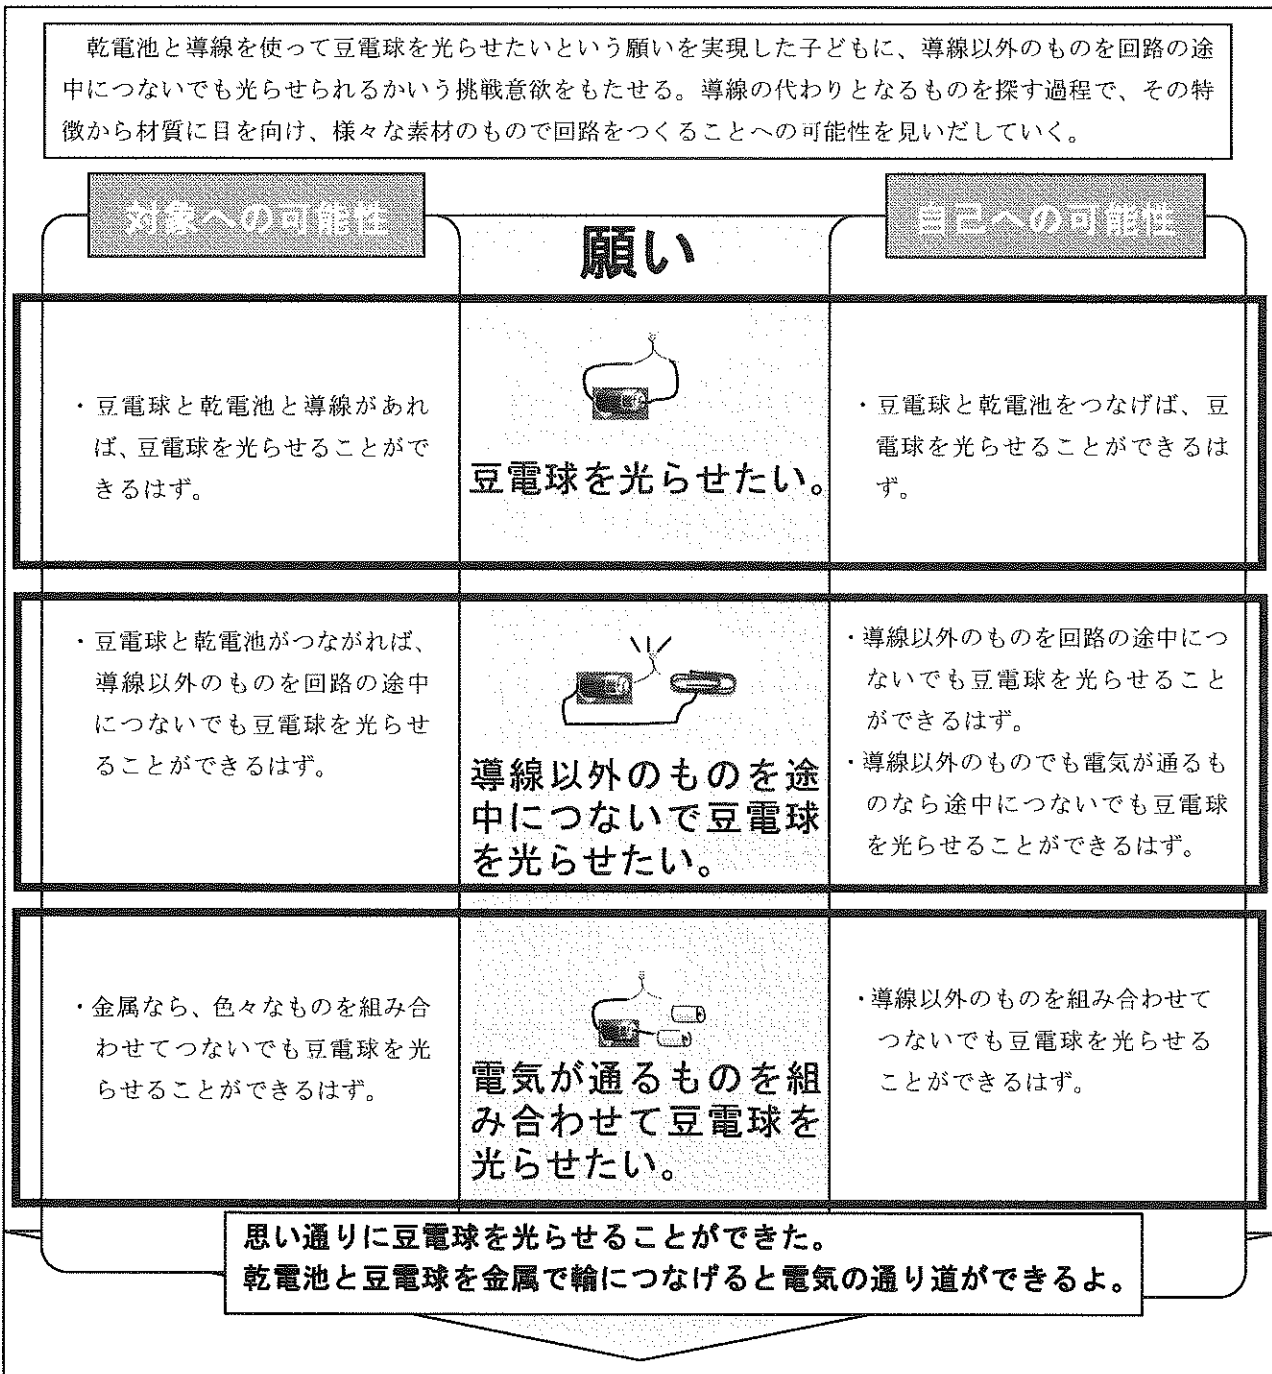 乾電池と導線を使って豆電球を光らせたいという願いを実現した子どもに、導線以外のものを回路の途
中につないでも光らせられるかいう挑戦意欲をもたせる。導線の代わりとなるものを探す過程で、その特
徴から材質に目を向け、様々な素材のもので回路をつくることへの可能性を見いだしていく。
対象への可能性
願い
自己への可能性
・豆電球と乾電池と導線があれ
ば、豆電球を光らせることがで
きるはず。
豆電球を光らせたい。
・豆電球と乾電池をつなげば、豆
電球を光らせることができるは
ず。
・豆電球と乾電池がつながれば、
導線以外のものを回路の途中
につないでも豆電球を光らせ
ることができるはず。
導線以外のものを途
中につないで豆電球
を光らせたい。
・導線以外のものを回路の途中につ
ないでも豆電球を光らせること
ができるはず。
・導線以外のものでも電気が通るも
のなら途中につないでも豆電球
を光らせることができるはず。
・金属なら、色々なものを組み合
わせてつないでも豆電球を光
らせることができるはず。
電気が通るものを組
み合わせて豆電球を
光らせたい。
・導線以外のものを組み合わせて
つないでも豆電球を光らせる
ことができるはず。
思い通りに豆電球を光らせることができた。
乾電池と豆電球を金属で輪につなげると電気の通り道ができるよ。